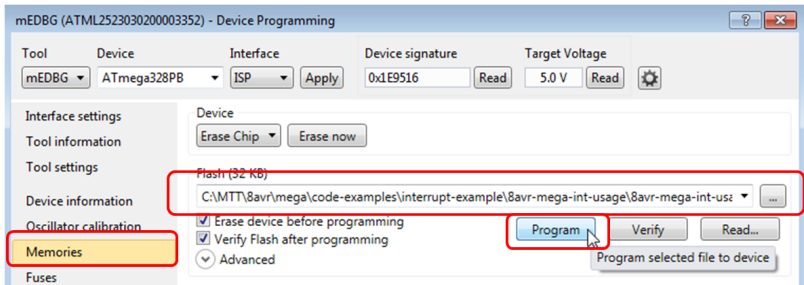 mEDBG (ATML2523030200003352) - Device Programming
Tool Device Interface Device signature Target Voltage
mEDBG ATmega328PB ISP Apply 0x1E9516 Read 5.0 V Read
Interface settings
Tool information
Tool settings
Device information
Oscillator calibration
Memories
Fuses
Device
Erase Chip Erase now
Flash (32 KB)
C:\MTT\8avr\mega\code-examples\interrupt-example\8avr-mega-int-usage\8avr-mega-int-usa ...
Erase device before programming
Verify Flash after programming
Advanced
Program Verify Read...
Program selected file to device